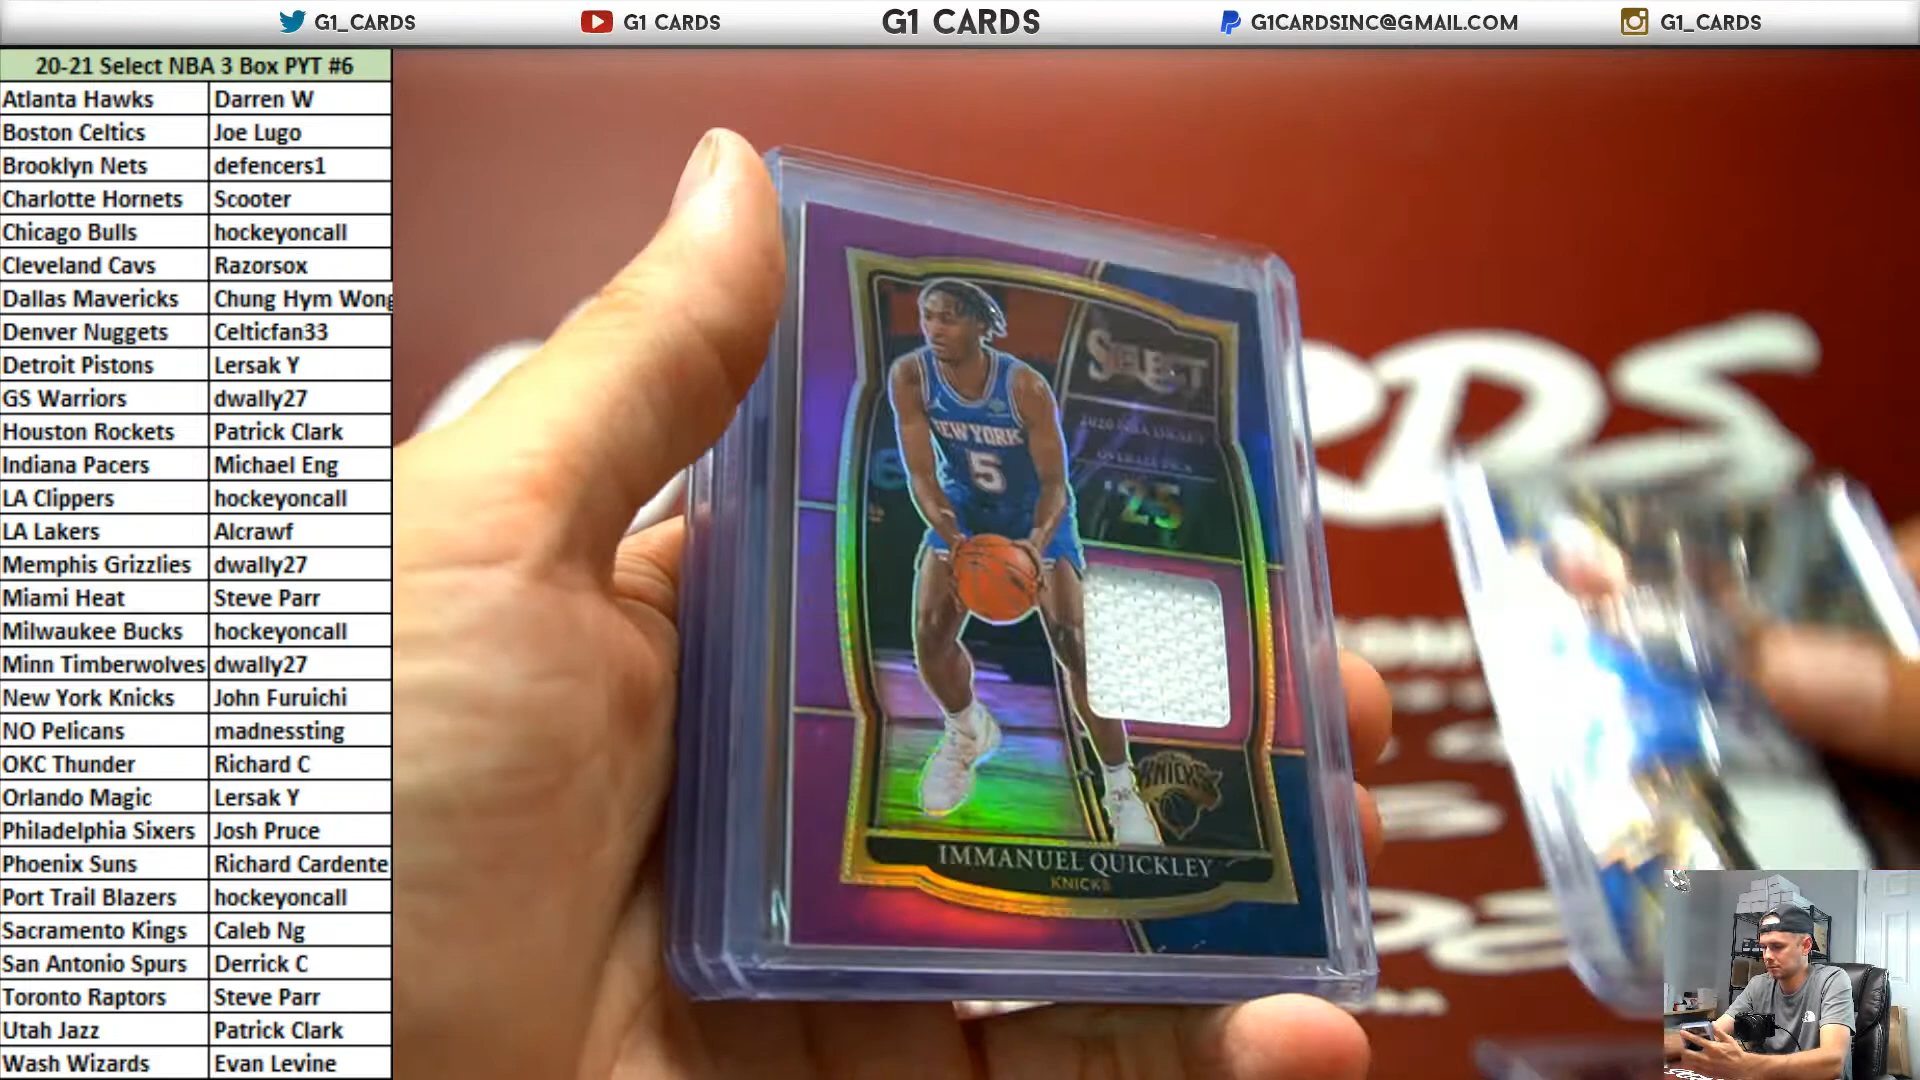 G1_CARDS G1 CARDS G1 CARDS G1CARDSINC@GMAIL.COM G1_CARDS
20-21 Select NBA 3 Box PYT #6
Atlanta Hawks Darren W
Boston Celtics Joe Lugo
Brooklyn Nets defencers1
Charlotte Hornets Scooter
Chicago Bulls hockeyoncall
Cleveland Cavs Razorsox
Dallas Mavericks Chung Hym Wong
Denver Nuggets Celticfan33
Detroit Pistons Lersak Y
GS Warriors dwally27
Houston Rockets Patrick Clark
Indiana Pacers Michael Eng
LA Clippers hockeyoncall
LA Lakers Alcrawf
Memphis Grizzlies dwally27
Miami Heat Steve Parr
Milwaukee Bucks hockeyoncall
Minn Timberwolves dwally27
New York Knicks John Furuichi
NO Pelicans madnessting
OKC Thunder Richard C
Orlando Magic Lersak Y
Philadelphia Sixers Josh Pruce
Phoenix Suns Richard Cardente
Port Trail Blazers hockeyoncall
Sacramento Kings Caleb Ng
San Antonio Spurs Derrick C
Toronto Raptors Steve Parr
Utah Jazz Patrick Clark
Wash Wizards Evan Levine
SELECT
2020 NBA DRAFT
OVERALL PICK
'25
NEW YORK
5
KNICKS
IMMANUEL QUICKLEY
KNICKS